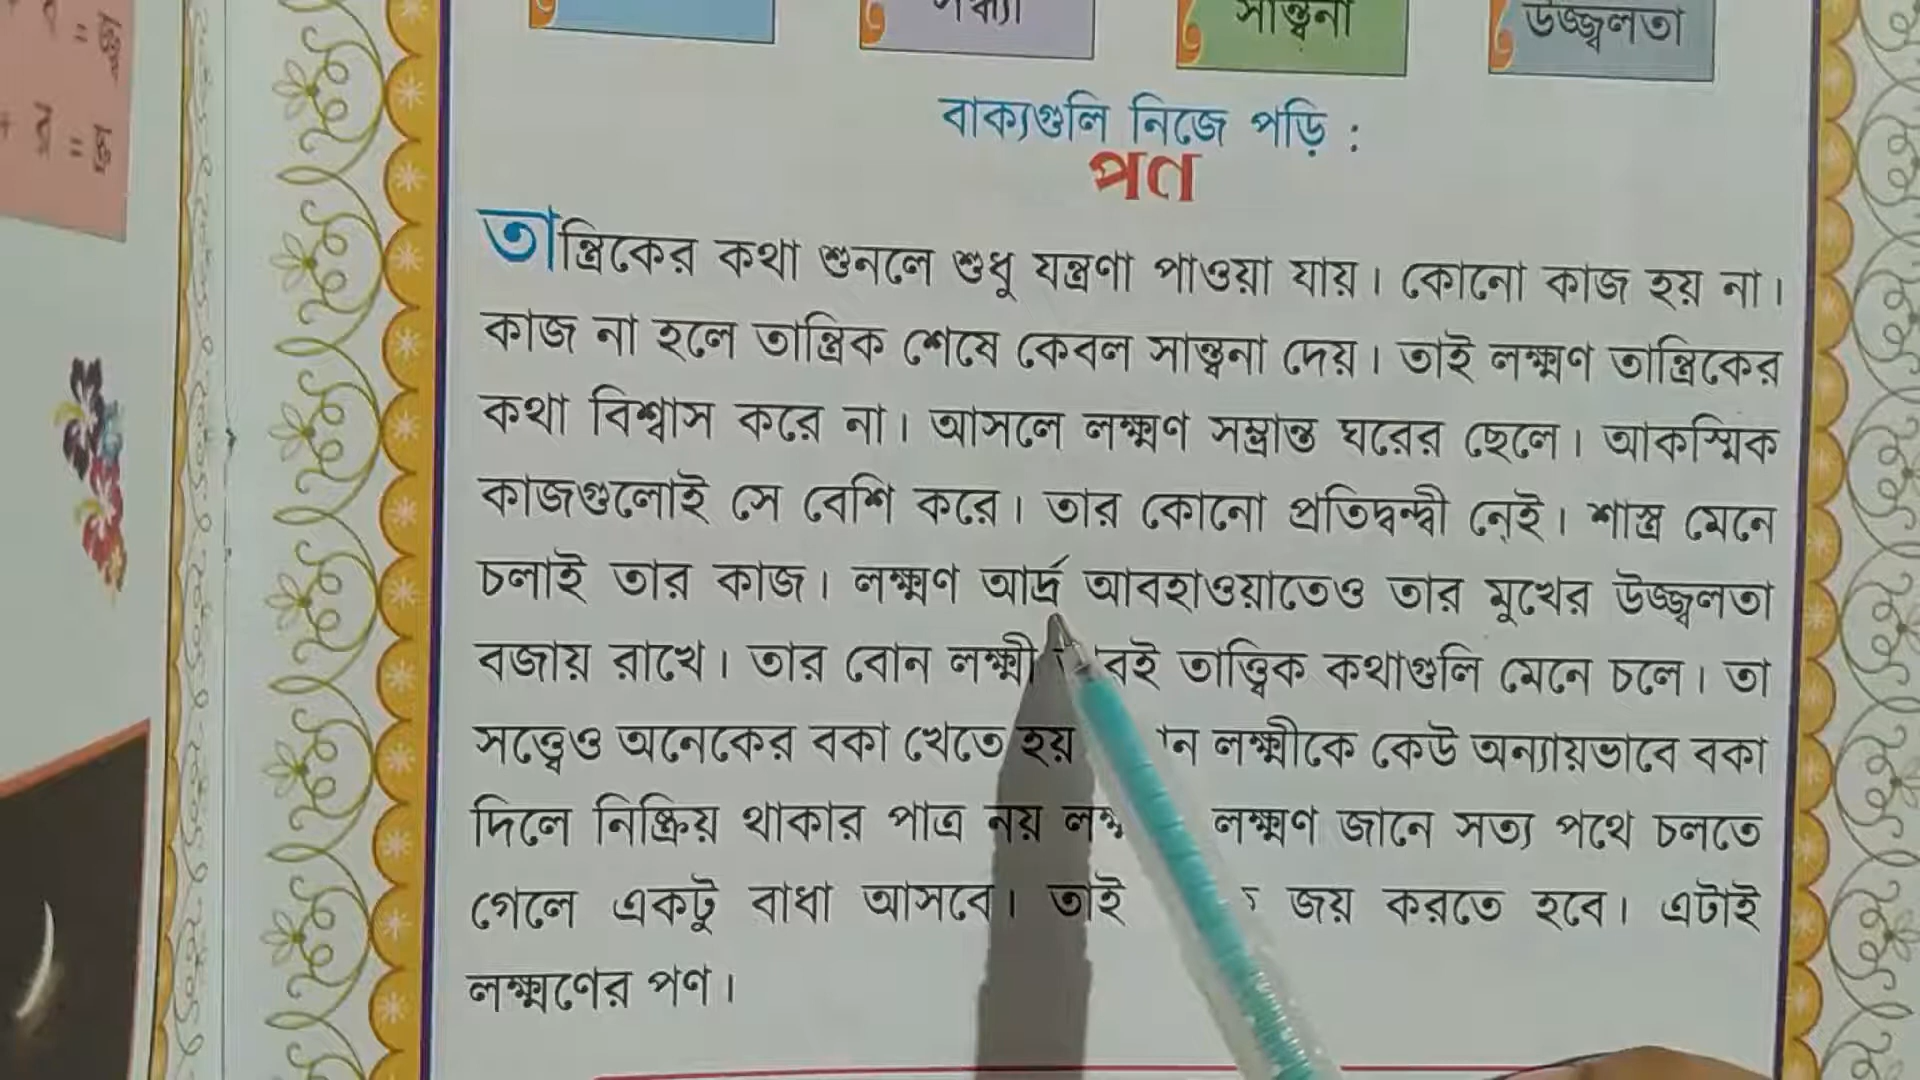 সান্ত্বনা
উজ্জ্বলতা
বাক্যগুলি নিজে পড়ি :
পণ
তান্ত্রিকের কথা শুনলে শুধু যন্ত্রণা পাওয়া যায়। কোনো কাজ হয় না।
কাজ না হলে তান্ত্রিক শেষে কেবল সান্ত্বনা দেয়। তাই লক্ষ্মণ তান্ত্রিকের
কথা বিশ্বাস করে না। আসলে লক্ষ্মণ সম্ভ্রান্ত ঘরের ছেলে। আকস্মিক
কাজগুলোই সে বেশি করে। তার কোনো প্রতিদ্বন্দ্বী নেই। শাস্ত্র মেনে
চলাই তার কাজ। লক্ষ্মণ আর্দ্র আবহাওয়াতেও তার মুখের উজ্জ্বলতা
বজায় রাখে। তার বোন লক্ষ্মী তাত্ত্বিক কথাগুলি মেনে চলে। তা
সত্ত্বেও অনেকের বকা খেতে হয় লক্ষ্মীকে কেউ অন্যায়ভাবে বকা
দিলে নিষ্ক্রিয় থাকার পাত্র নয় লক্ষ্মণ জানে সত্য পথে চলতে
গেলে একটু বাধা আসবে। তাই জয় করতে হবে। এটাই
লক্ষ্মণের পণ।